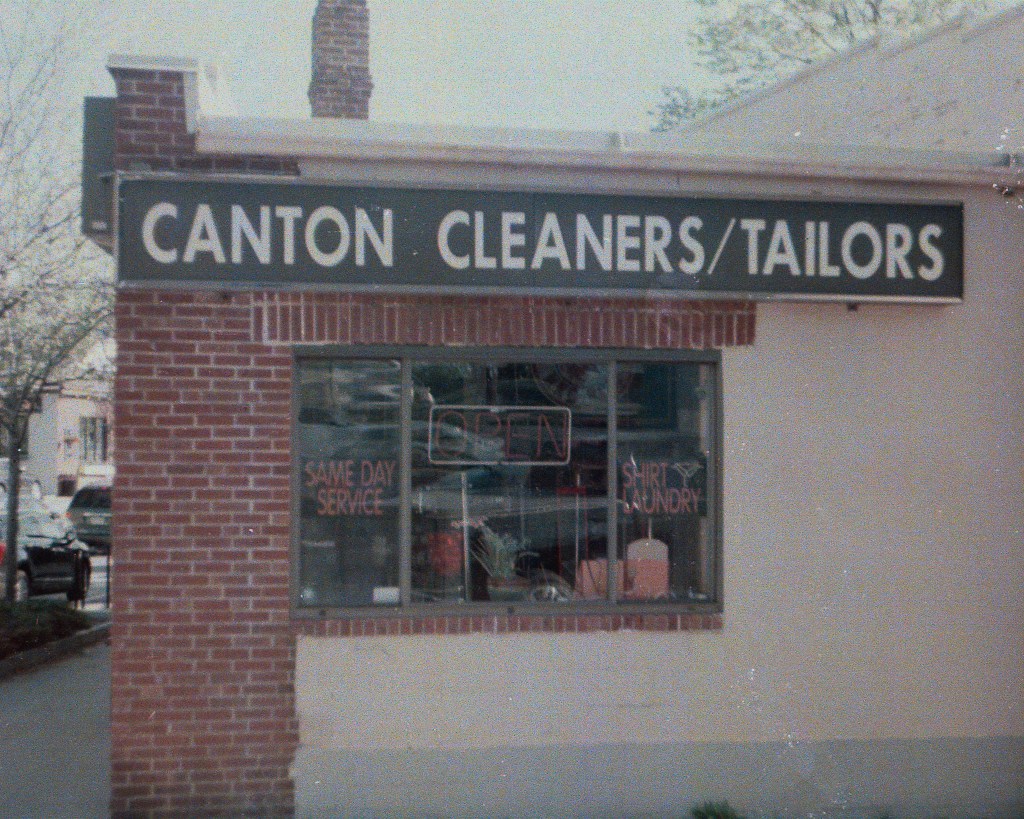 CANTON CLEANERS/TAILORS
OPEN
SAME DAY
SERVICE
SHIRT
LAUNDRY